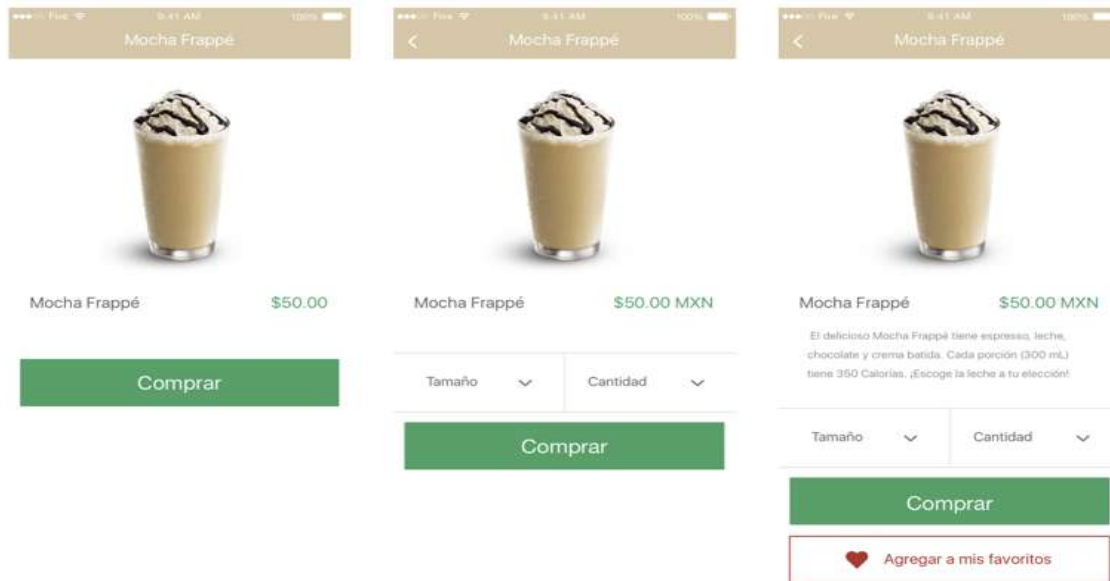 9:41 AM
100%
Mocha Frappé
Mocha Frappé
$50.00
Comprar
9:41 AM
100%
Mocha Frappé
Mocha Frappé
$50.00 MXN
Tamaño
Cantidad
Comprar
9:41 AM
100%
Mocha Frappé
Mocha Frappé
$50.00 MXN
El delicioso Mocha Frappé tiene espresso, leche,
chocolate y crema batida. Cada porción (300 mL)
tiene 350 Calorías. ¡Escoge la leche a tu elección!
Tamaño
Cantidad
Comprar
Agregar a mis favoritos